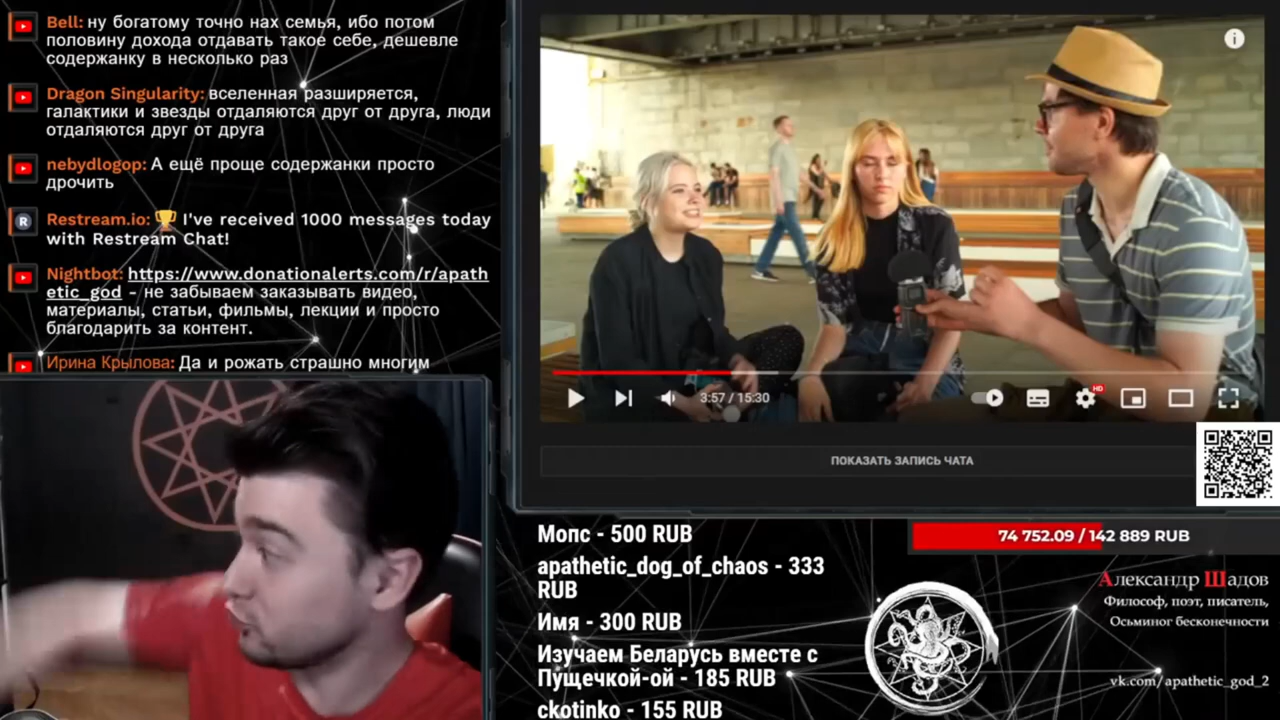 Bell: ну богатому точно нах семья, ибо потом
половину дохода отдавать такое себе, дешевле
содержанку в несколько раз
Dragon Singularity: вселенная разширяется,
галактики и звезды отдаляются друг от друга, люди
отдаляются друг от друга
nebydlogop: А ещё проще содержанки просто
дрочить
Restream.io: 🏆 I've received 1000 messages today
with Restream Chat!
Nightbot: https://www.donationalerts.com/r/apath
etic_god - не забываем заказывать видео,
материалы, статьи, фильмы, лекции и просто
благодарить за контент.
Ирина Крылова: Да и рожать страшно многим
3:57 / 15:30
HD
ПОКАЗАТЬ ЗАПИСЬ ЧАТА
Мопс - 500 RUB
apathetic_dog_of_chaos - 333
RUB
Имя - 300 RUB
Изучаем Беларусь вместе с
Пущечкой-ой - 185 RUB
ckotinko - 155 RUB
74 752.09 / 142 889 RUB
Александр Шадов
Философ, поэт, писатель,
Осьминог бесконечности
vk.com/apathetic_god_2